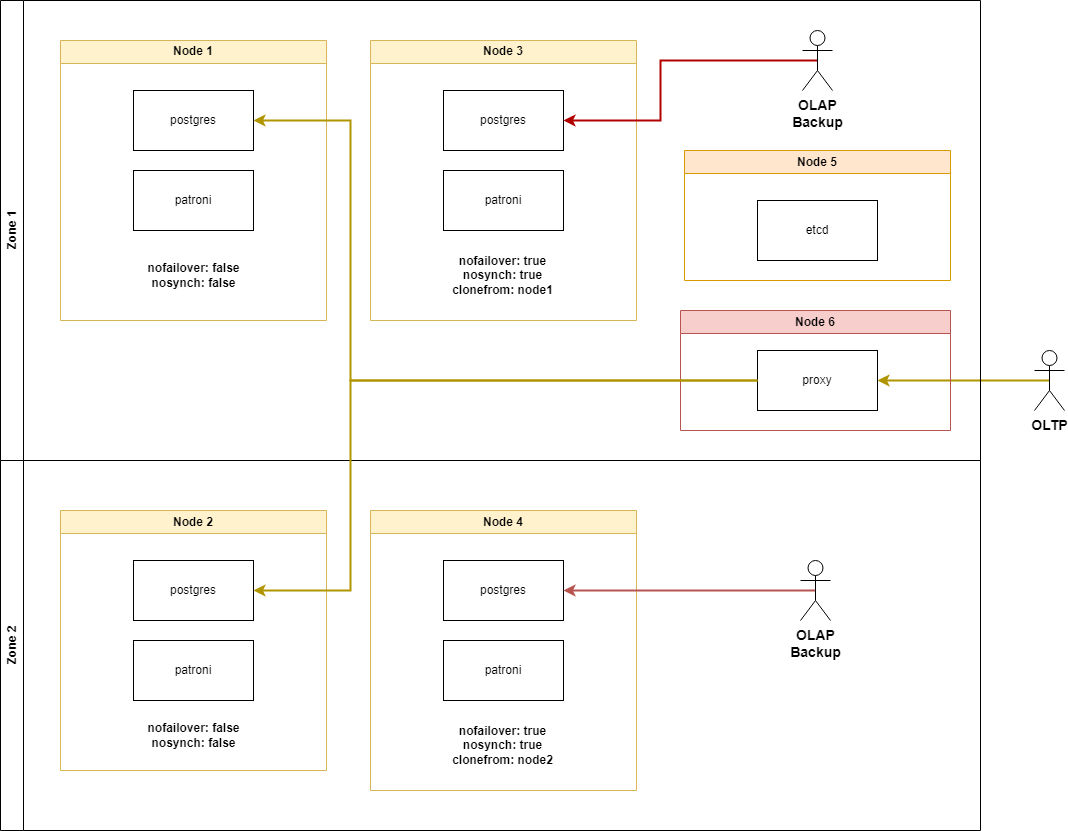 Zone 1
Node 1
postgres
patroni
nofailover: false
nosynch: false
Node 3
postgres
patroni
nofailover: true
nosynch: true
clonefrom: node1
OLAP
Backup
Node 5
etcd
Node 6
proxy
OLTP
Zone 2
Node 2
postgres
patroni
nofailover: false
nosynch: false
Node 4
postgres
patroni
nofailover: true
nosynch: true
clonefrom: node2
OLAP
Backup